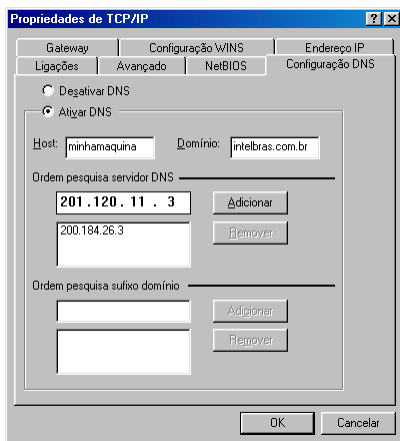 Propriedades de TCP/IP
Gateway Configuração WINS Endereço IP
Ligações Avançado NetBIOS Configuração DNS
Desativar DNS
Ativar DNS
Host: minhamaquina Domínio: intelbras.com.br
Ordem pesquisa servidor DNS
201.120.11.3 Adicionar
200.184.26.3 Remover
Ordem pesquisa sufixo domínio
Adicionar
Remover
OK Cancelar